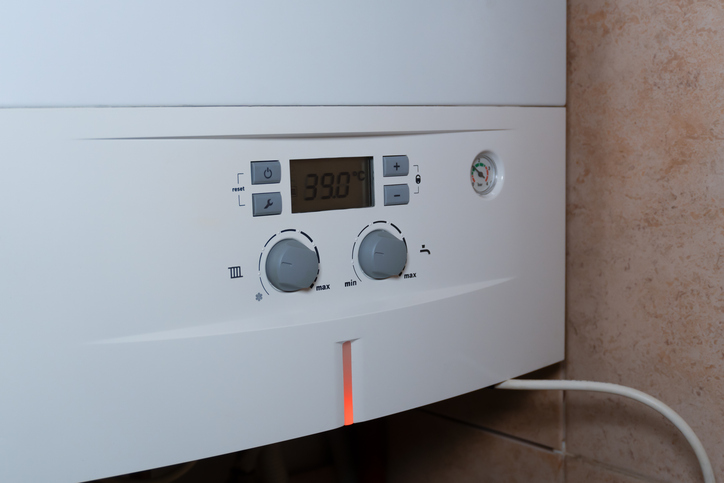 reset
39.0 °C
+
-
max
min
max